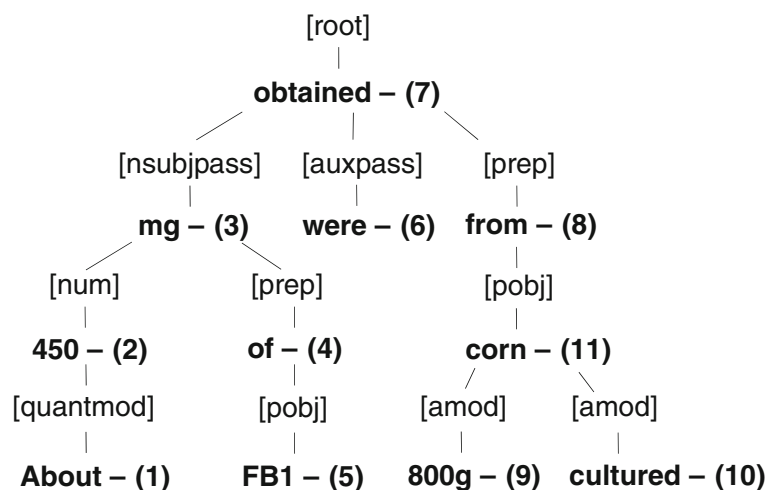 [root]
obtained – (7)
[nsubjpass] [auxpass] [prep]
mg – (3) were – (6) from – (8)
[num] [prep] [pobj]
450 – (2) of – (4) corn – (11)
[quantmod] [pobj] [amod] [amod]
About – (1) FB1 – (5) 800g – (9) cultured – (10)